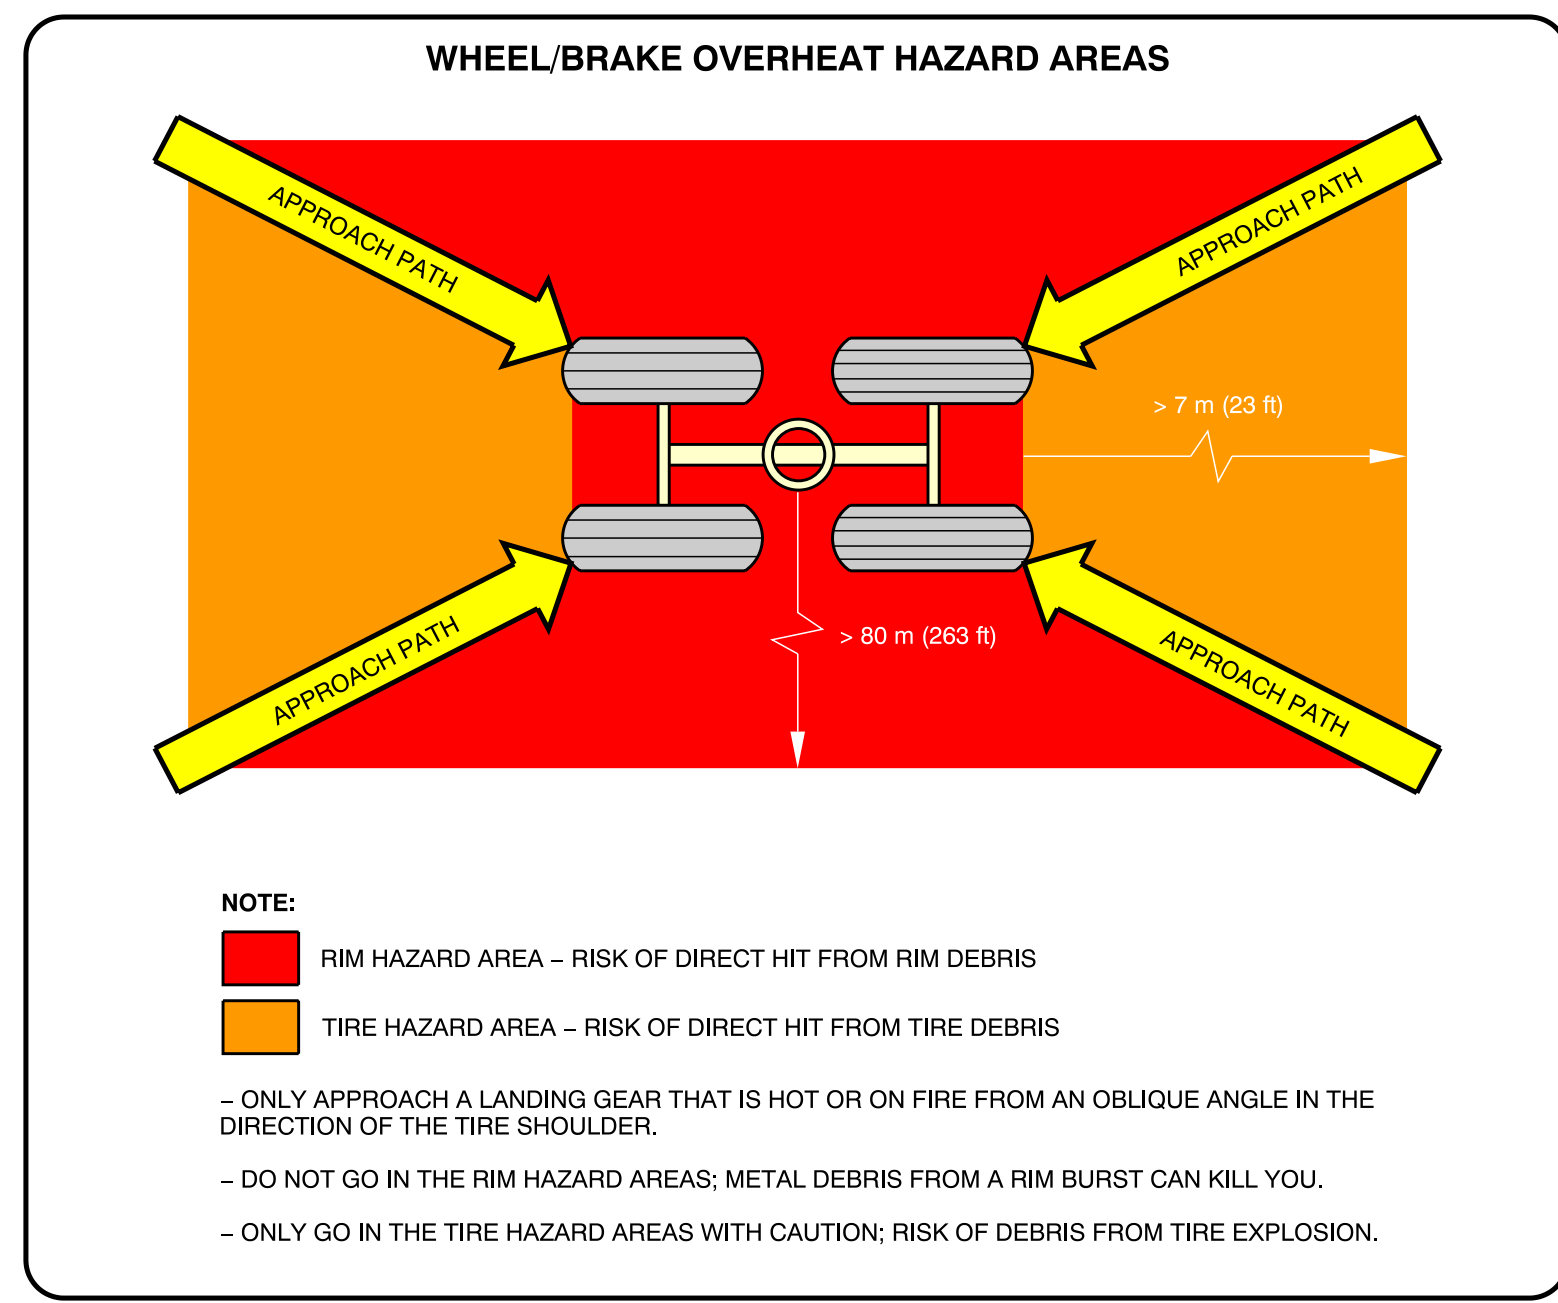 WHEEL/BRAKE OVERHEAT HAZARD AREAS
APPROACH PATH
APPROACH PATH
> 7 m (23 ft)
> 80 m (263 ft)
APPROACH PATH
APPROACH PATH
NOTE:
RIM HAZARD AREA – RISK OF DIRECT HIT FROM RIM DEBRIS
TIRE HAZARD AREA – RISK OF DIRECT HIT FROM TIRE DEBRIS
– ONLY APPROACH A LANDING GEAR THAT IS HOT OR ON FIRE FROM AN OBLIQUE ANGLE IN THE
DIRECTION OF THE TIRE SHOULDER.
– DO NOT GO IN THE RIM HAZARD AREAS; METAL DEBRIS FROM A RIM BURST CAN KILL YOU.
– ONLY GO IN THE TIRE HAZARD AREAS WITH CAUTION; RISK OF DEBRIS FROM TIRE EXPLOSION.